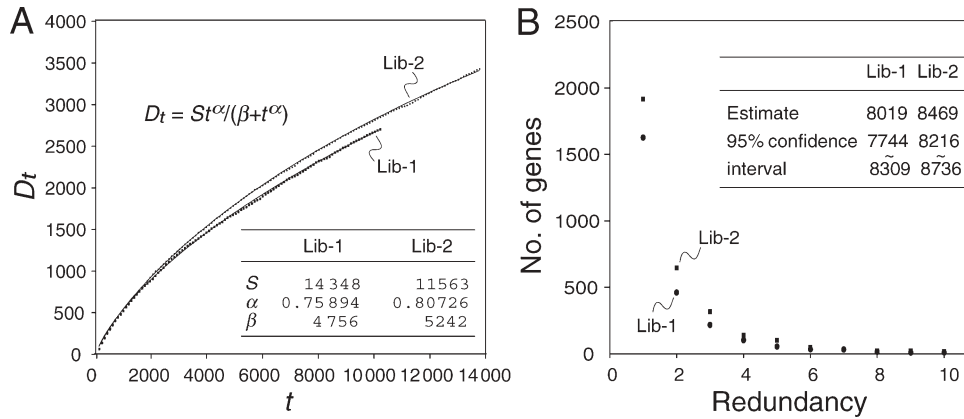 A
4000
3500
3000
2500
2000
1500
1000
500
0
Dt
Dt = Stα/(β+tα)
Lib-2
Lib-1
Lib-1 Lib-2
S 14348 11563
α 0.75894 0.80726
β 4756 5242
0 2000 4000 6000 8000 10000 12000 14000
t
B
2500
2000
1500
1000
500
0
No. of genes
Lib-1 Lib-2
Estimate 8019 8469
95% confidence 7744 8216
~ ~
interval 8309 8736
Lib-2
Lib-1
0 2 4 6 8 10
Redundancy